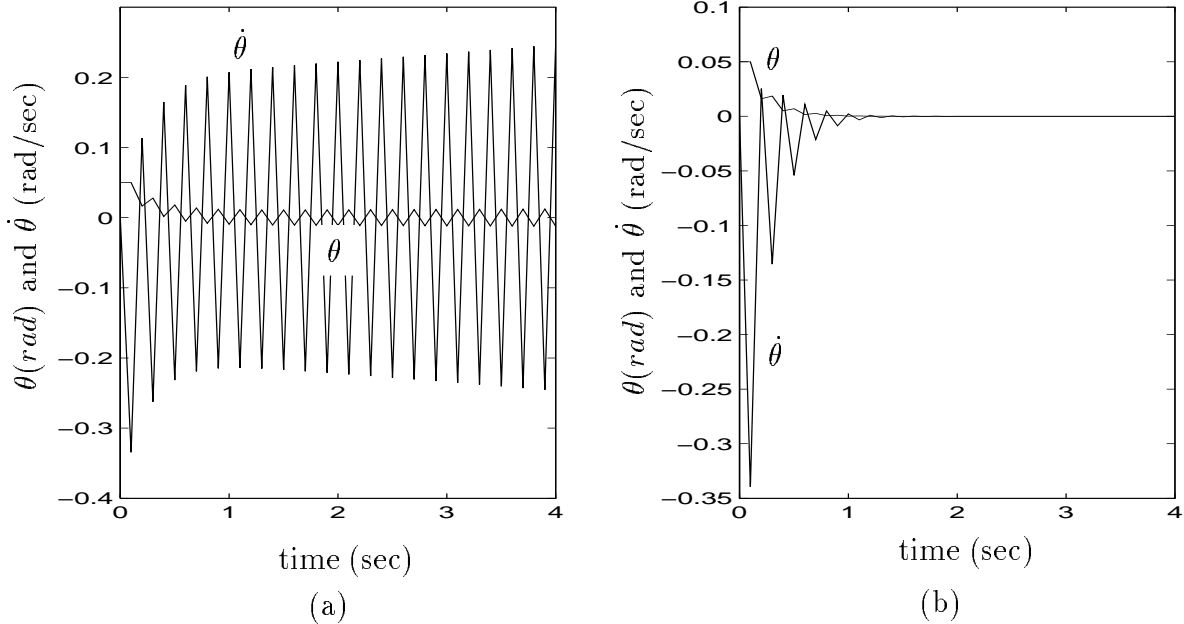 θ(rad) and θ̇ (rad/sec)
0.2
0.1
0
−0.1
−0.2
−0.3
−0.4
θ̇
θ
0 1 2 3 4
time (sec)
(a)
θ(rad) and θ̇ (rad/sec)
0.1
0.05
0
−0.05
−0.1
−0.15
−0.2
−0.25
−0.3
−0.35
θ
θ̇
0 1 2 3 4
time (sec)
(b)